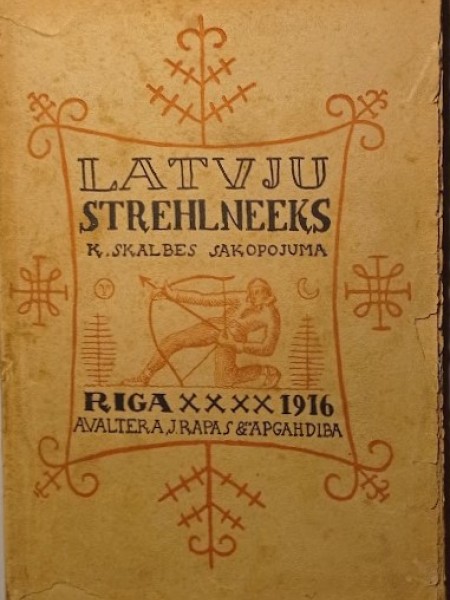 LATVJU
STREHLNEEKS
K. SKALBES SAKOPOJUMA
RIGA XXXX 1916
A.VALTERA, J. RAPAS & APGAHDIBA